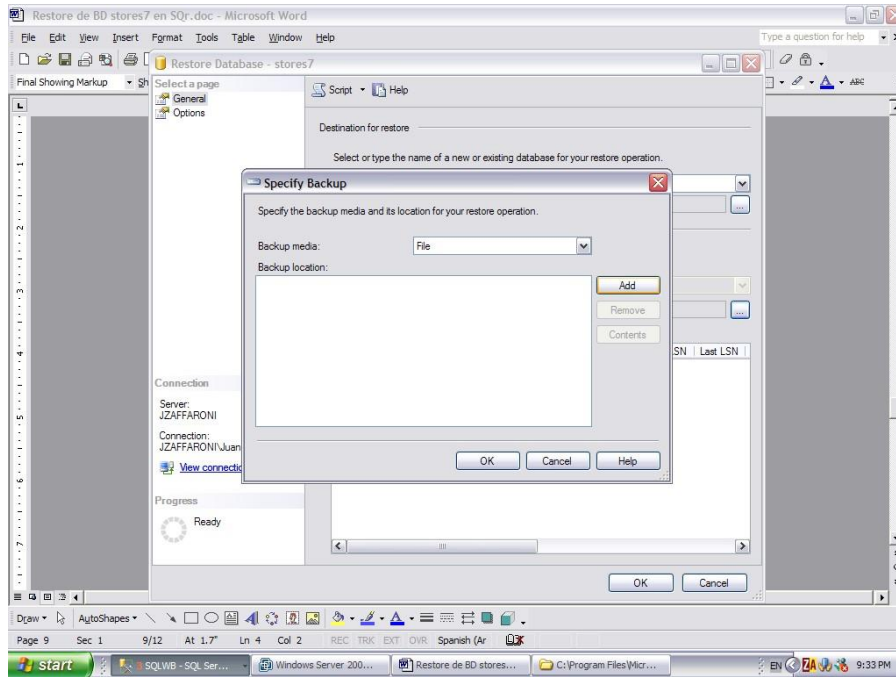 Restore de BD stores7 en SQr.doc - Microsoft Word
File Edit View Insert Format Tools Table Window Help
Type a question for help
Final Showing Markup
Restore Database - stores7
Select a page
General
Options
Script Help
Destination for restore
Select or type the name of a new or existing database for your restore operation.
Specify Backup
Specify the backup media and its location for your restore operation.
Backup media: File
Backup location:
Add
Remove
Contents
OK Cancel Help
SN Last LSN
Connection
Server:
JZAFFARONI
Connection:
JZAFFARONI\Juan
View connectio
Progress
Ready
OK Cancel
Draw AutoShapes
Page 9 Sec 1 9/12 At 1.7" Ln 4 Col 2 REC TRK EXT OVR Spanish (Ar
start SQLWB - SQL Ser... Windows Server 200... Restore de BD stores... C:\Program Files\Micr... EN 9:33 PM